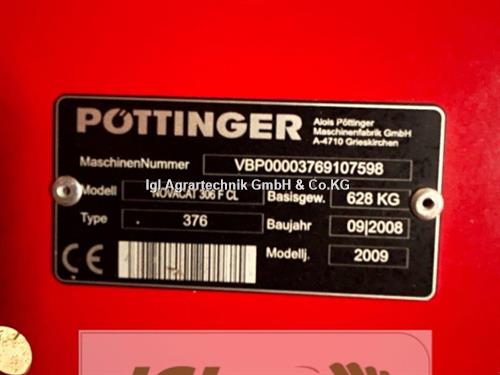 PÖTTINGER
Alois Pöttinger
Maschinenfabrik GmbH
A-4710 Grieskirchen
MaschinenNummer VBP00003769107598
Igl Agrartechnik GmbH & Co.KG
Modell NOVACAT 306 F CL Basisgew. 628 KG
Type 376 Baujahr 09|2008
CE Modellj. 2009